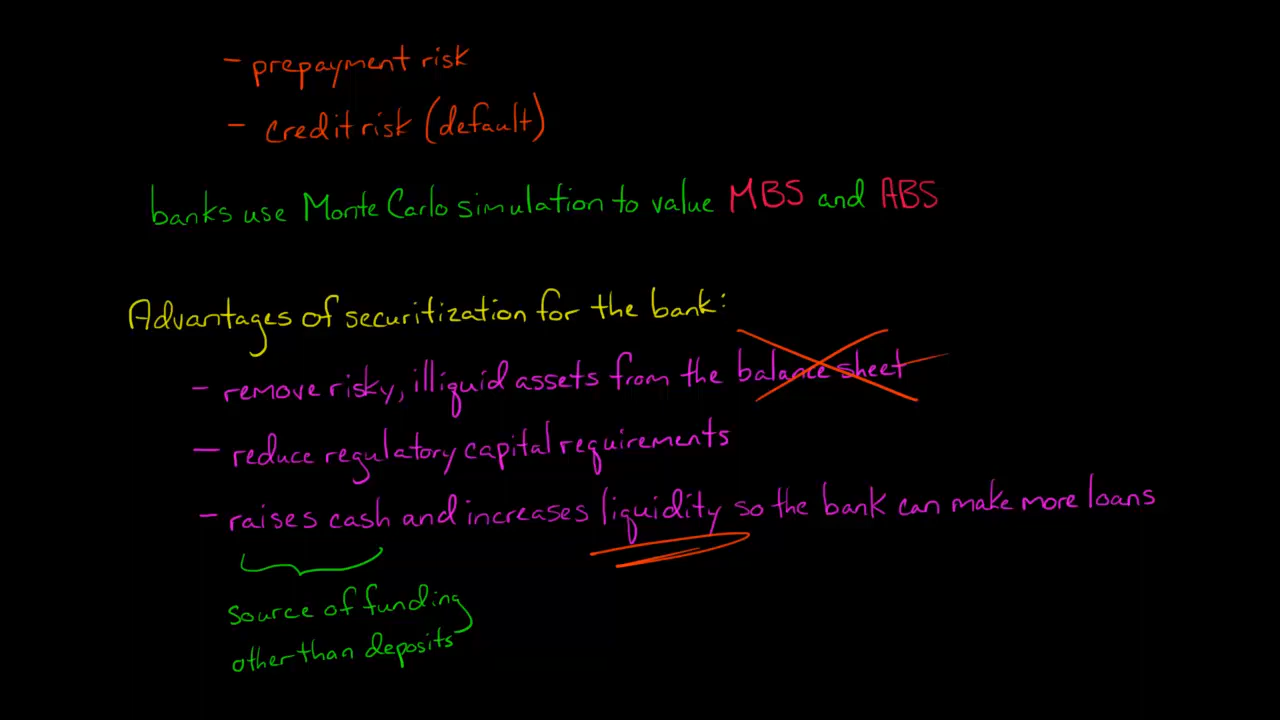 - prepayment risk
- credit risk (default)
banks use Monte Carlo simulation to value MBS and ABS
Advantages of securitization for the bank:
- remove risky, illiquid assets from the balance sheet
- reduce regulatory capital requirements
- raises cash and increases liquidity so the bank can make more loans
source of funding
other than deposits